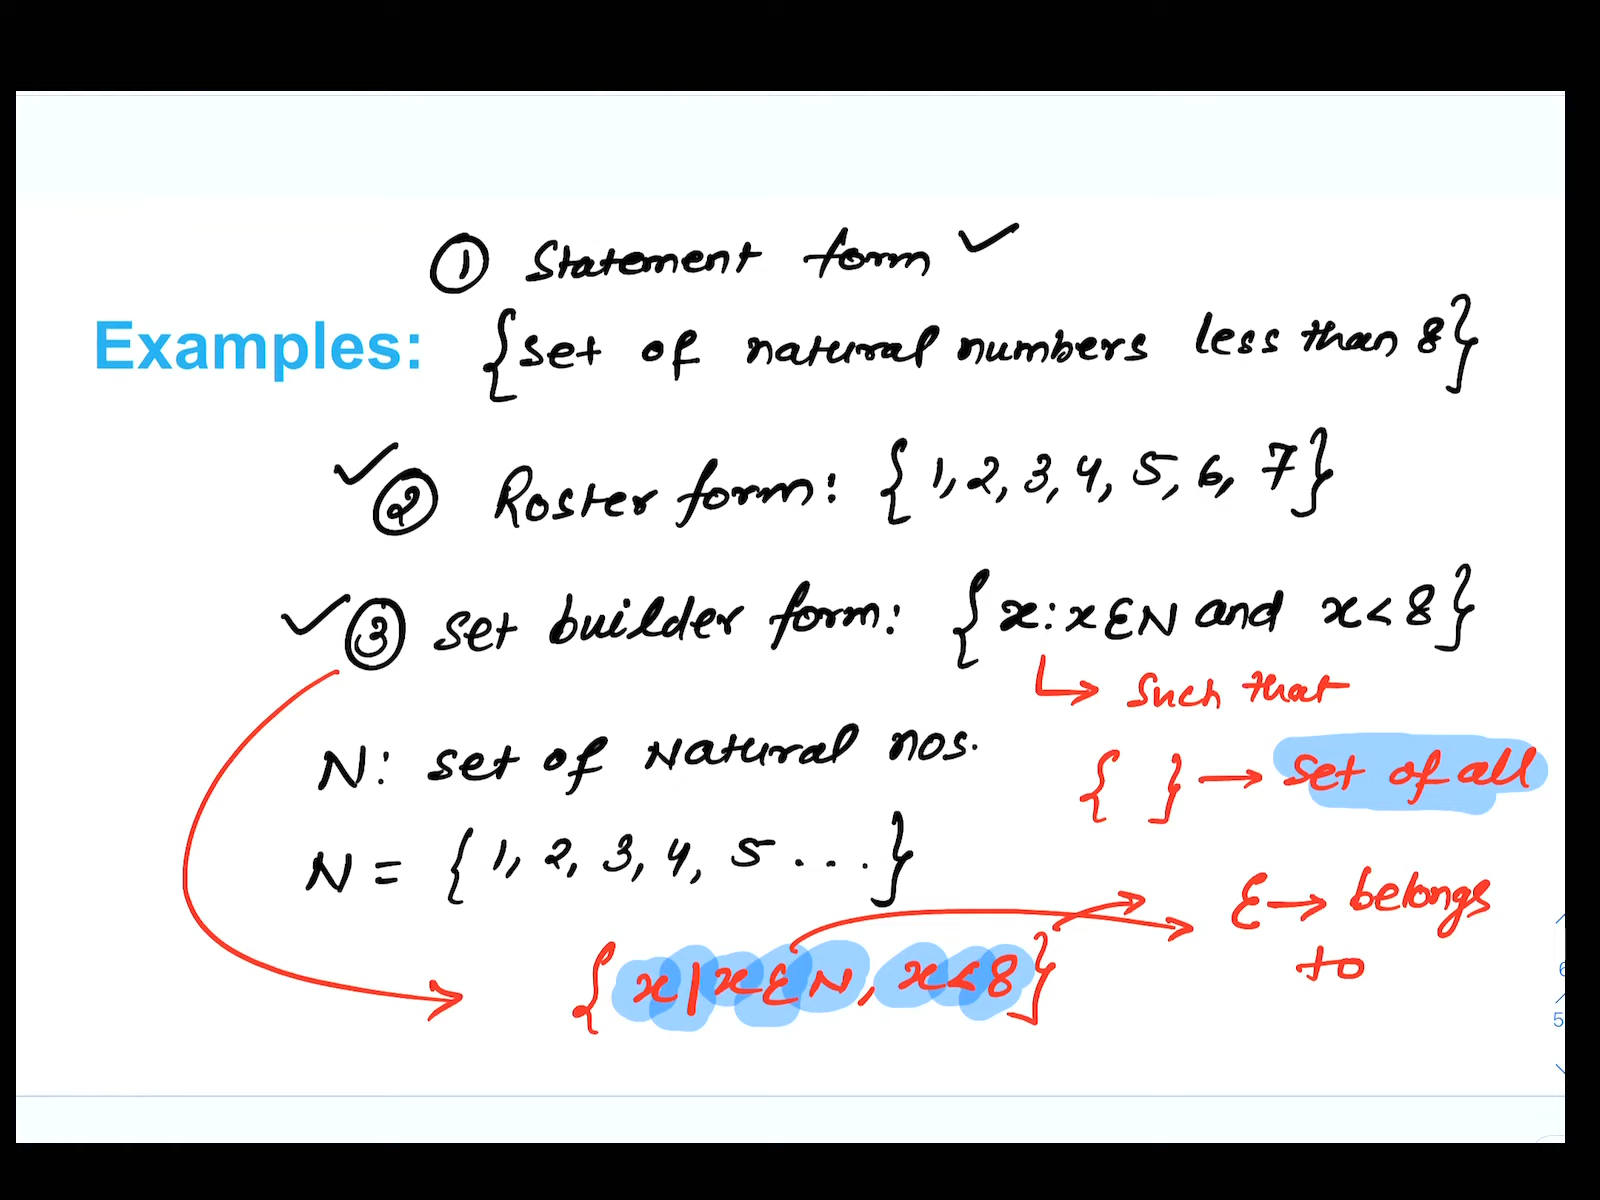 ① Statement form ✓
Examples: {set of natural numbers less than 8}
✓ ② Roster form: { 1, 2, 3, 4, 5, 6, 7}
✓ ③ set builder form: {x:x∈N and x<8}
↳ such that
N: set of Natural nos.
{ } → set of all
N = { 1, 2, 3, 4, 5 ...}
∈ → belongs
to
{x|x∈N, x<8}
5